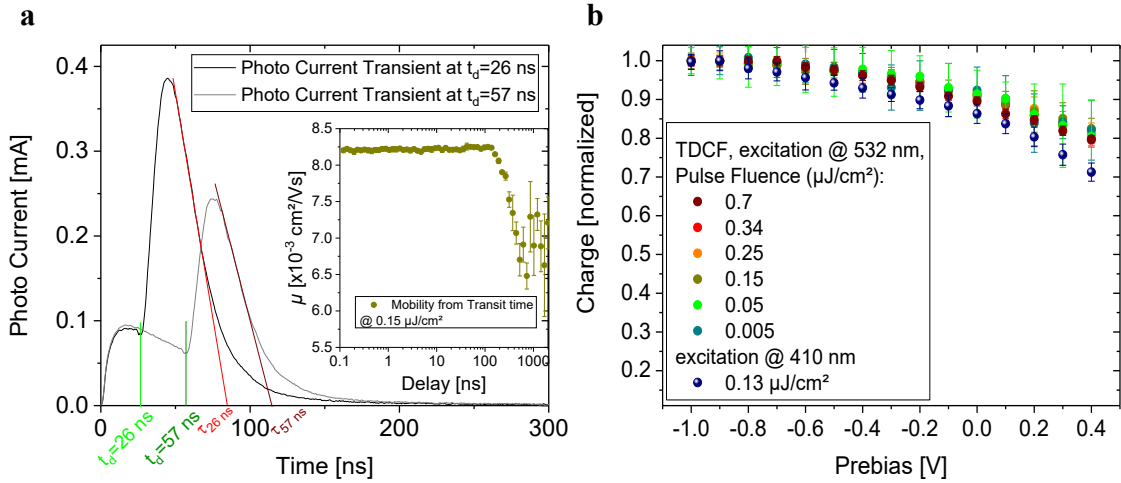 a
Photo Current [mA]
0.4
0.3
0.2
0.1
0.0
Photo Current Transient at t_d=26 ns
Photo Current Transient at t_d=57 ns
μ [x10⁻³ cm²/Vs]
8.5
8.0
7.5
7.0
6.5
6.0
5.5
Mobility from Transit time
@ 0.15 μJ/cm²
0.1 1 10 100 1000
Delay [ns]
0 100 200 300
t_d=26 ns
t_d=57 ns
τ_26 ns
τ_57 ns
Time [ns]
b
Charge [normalized]
1.0
0.9
0.8
0.7
0.6
0.5
0.4
0.3
0.2
0.1
TDCF, excitation @ 532 nm,
Pulse Fluence (μJ/cm²):
0.7
0.34
0.25
0.15
0.05
0.005
excitation @ 410 nm
0.13 μJ/cm²
-1.0 -0.8 -0.6 -0.4 -0.2 0.0 0.2 0.4
Prebias [V]